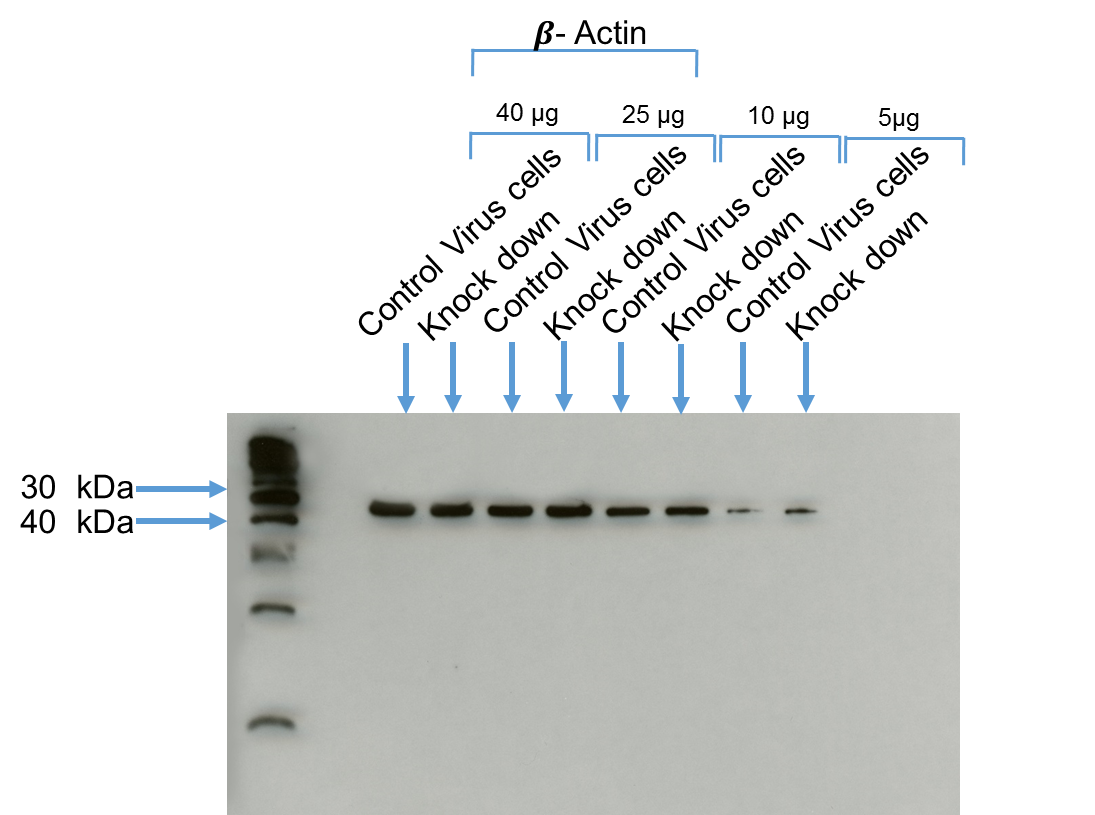 β- Actin
40 µg
25 µg
10 µg
5µg
Control Virus cells
Knock down
Control Virus cells
Knock down
Control Virus cells
Knock down
Control Virus cells
Knock down
30 kDa
40 kDa